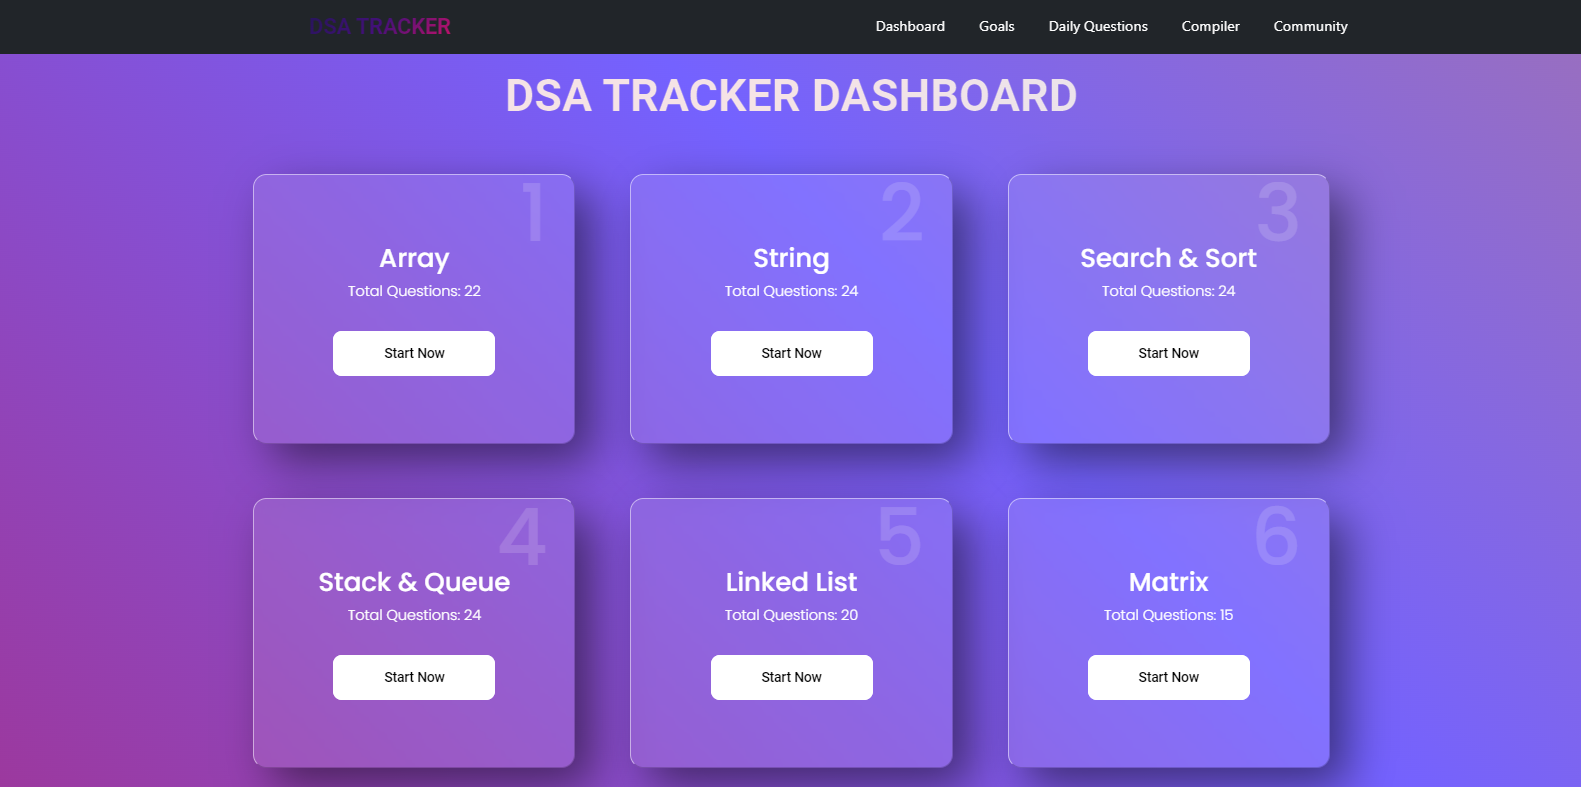 DSA TRACKER
Dashboard Goals Daily Questions Compiler Community
DSA TRACKER DASHBOARD
1
Array
Total Questions: 22
Start Now
2
String
Total Questions: 24
Start Now
3
Search & Sort
Total Questions: 24
Start Now
4
Stack & Queue
Total Questions: 24
Start Now
5
Linked List
Total Questions: 20
Start Now
6
Matrix
Total Questions: 15
Start Now